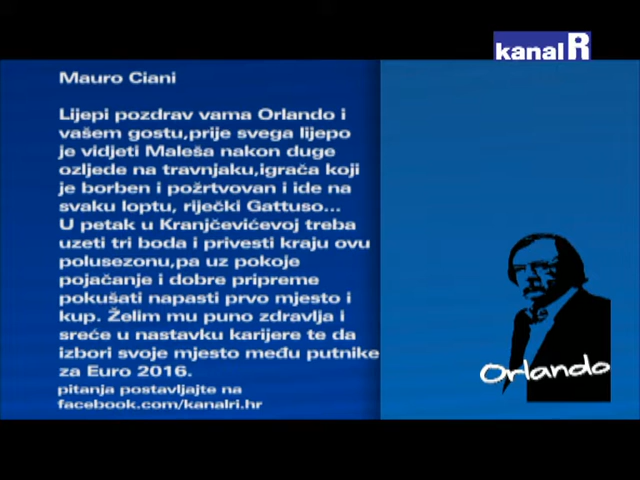 kanal R
Mauro Ciani
Lijepi pozdrav vama Orlando i
vašem gostu,prije svega lijepo
je vidjeti Maleša nakon duge
ozljede na travnjaku,igrača koji
je borben i požrtvovan i ide na
svaku loptu, riječki Gattuso...
U petak u Kranjčevićevoj treba
uzeti tri boda i privesti kraju ovu
polusezonu,pa uz pokoje
pojačanje i dobre pripreme
pokušati napasti prvo mjesto i
kup. Želim mu puno zdravlja i
sreće u nastavku karijere te da
izbori svoje mjesto među putnike
za Euro 2016.
pitanja postavljajte na
facebook.com/kanalri.hr
Orlando